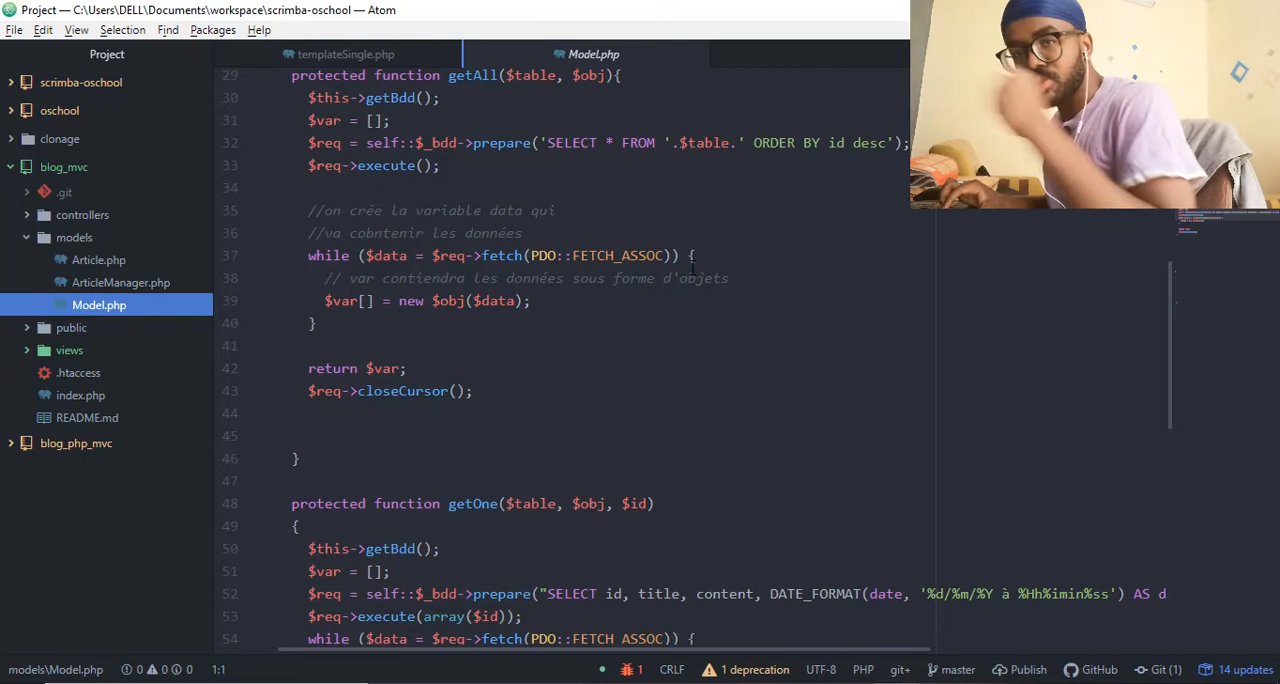 Project — C:\Users\DELL\Documents\workspace\scrimba-oschool — Atom
File Edit View Selection Find Packages Help
Project
templateSingle.php
Model.php
scrimba-oschool
oschool
clonage
blog_mvc
.git
controllers
models
Article.php
ArticleManager.php
Model.php
public
views
.htaccess
index.php
README.md
blog_php_mvc
29 protected function getAll($table, $obj){
30 $this->getBdd();
31 $var = [];
32 $req = self::$_bdd->prepare('SELECT * FROM '.$table.' ORDER BY id desc');
33 $req->execute();
34
35 //on crée la variable data qui
36 //va cobntenir les données
37 while ($data = $req->fetch(PDO::FETCH_ASSOC)) {
38 // var contiendra les données sous forme d'objets
39 $var[] = new $obj($data);
40 }
41
42 return $var;
43 $req->closeCursor();
44
45
46 }
47
48 protected function getOne($table, $obj, $id)
49 {
50 $this->getBdd();
51 $var = [];
52 $req = self::$_bdd->prepare("SELECT id, title, content, DATE_FORMAT(date, '%d/%m/%Y à %Hh%imin%ss') AS d
53 $req->execute(array($id));
54 while ($data = $req->fetch(PDO::FETCH_ASSOC)) {
models\Model.php 0 0 0 1:1 1 CRLF 1 deprecation UTF-8 PHP git+ master Publish GitHub Git (1) 14 updates